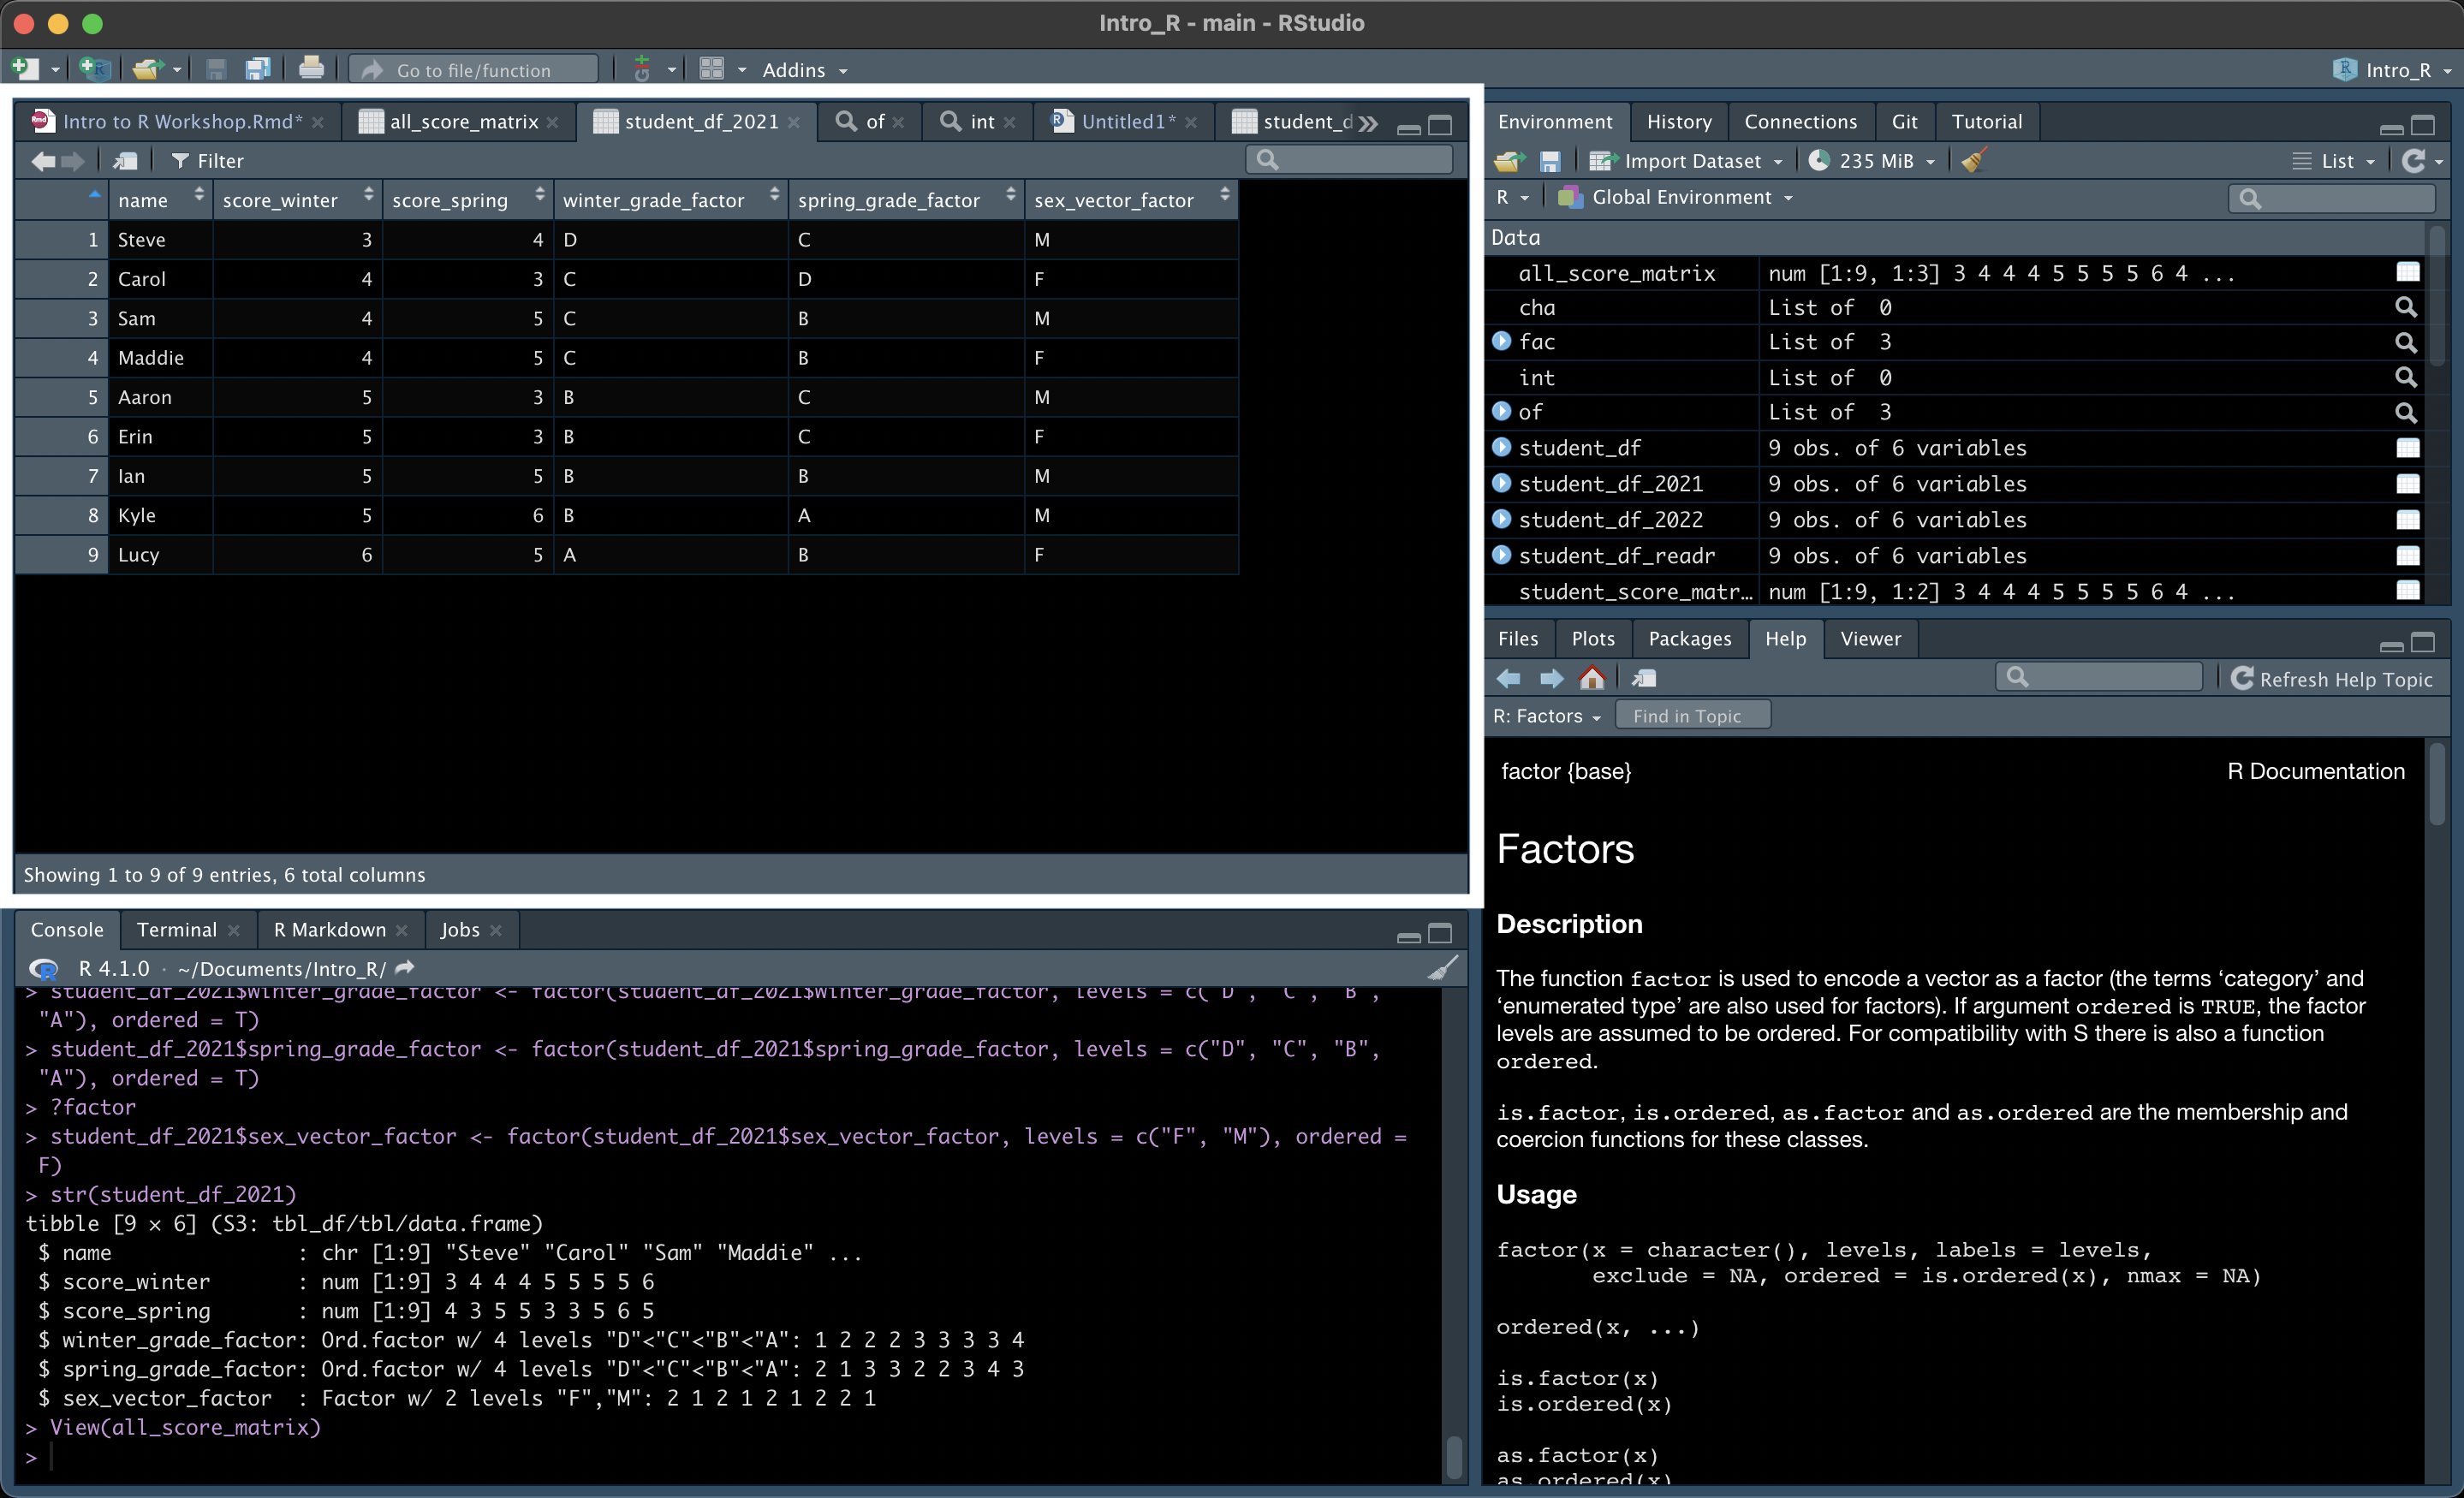 Intro_R - main - RStudio
Go to file/function
Addins
Intro_R
Intro to R Workshop.Rmd*
all_score_matrix
student_df_2021
of
int
Untitled1*
student_d
Filter
name score_winter score_spring winter_grade_factor spring_grade_factor sex_vector_factor
1 Steve 3 4 D C M
2 Carol 4 3 C D F
3 Sam 4 5 C B M
4 Maddie 4 5 C B F
5 Aaron 5 3 B C M
6 Erin 5 3 B C F
7 Ian 5 5 B B M
8 Kyle 5 6 B A M
9 Lucy 6 5 A B F
Showing 1 to 9 of 9 entries, 6 total columns
Console Terminal R Markdown Jobs
R 4.1.0 · ~/Documents/Intro_R/
> student_df_2021$winter_grade_factor <- factor(student_df_2021$winter_grade_factor, levels = c("D", "C", "B",
"A"), ordered = T)
> student_df_2021$spring_grade_factor <- factor(student_df_2021$spring_grade_factor, levels = c("D", "C", "B",
"A"), ordered = T)
> ?factor
> student_df_2021$sex_vector_factor <- factor(student_df_2021$sex_vector_factor, levels = c("F", "M"), ordered =
F)
> str(student_df_2021)
tibble [9 × 6] (S3: tbl_df/tbl/data.frame)
$ name : chr [1:9] "Steve" "Carol" "Sam" "Maddie" ...
$ score_winter : num [1:9] 3 4 4 4 5 5 5 5 6
$ score_spring : num [1:9] 4 3 5 5 3 3 5 6 5
$ winter_grade_factor: Ord.factor w/ 4 levels "D"<"C"<"B"<"A": 1 2 2 2 3 3 3 3 4
$ spring_grade_factor: Ord.factor w/ 4 levels "D"<"C"<"B"<"A": 2 1 3 3 2 2 3 4 3
$ sex_vector_factor : Factor w/ 2 levels "F","M": 2 1 2 1 2 1 2 2 1
> View(all_score_matrix)
>
Environment History Connections Git Tutorial
Import Dataset 235 MiB List
R Global Environment
Data
all_score_matrix num [1:9, 1:3] 3 4 4 4 5 5 5 5 6 4 ...
cha List of 0
fac List of 3
int List of 0
of List of 3
student_df 9 obs. of 6 variables
student_df_2021 9 obs. of 6 variables
student_df_2022 9 obs. of 6 variables
student_df_readr 9 obs. of 6 variables
student_score_matr… num [1:9, 1:2] 3 4 4 4 5 5 5 5 6 4 ...
Files Plots Packages Help Viewer
Refresh Help Topic
R: Factors Find in Topic
factor {base} R Documentation
Factors
Description
The function factor is used to encode a vector as a factor (the terms ‘category’ and
‘enumerated type’ are also used for factors). If argument ordered is TRUE, the factor
levels are assumed to be ordered. For compatibility with S there is also a function
ordered.
is.factor, is.ordered, as.factor and as.ordered are the membership and
coercion functions for these classes.
Usage
factor(x = character(), levels, labels = levels,
exclude = NA, ordered = is.ordered(x), nmax = NA)
ordered(x, ...)
is.factor(x)
is.ordered(x)
as.factor(x)
as.ordered(x)